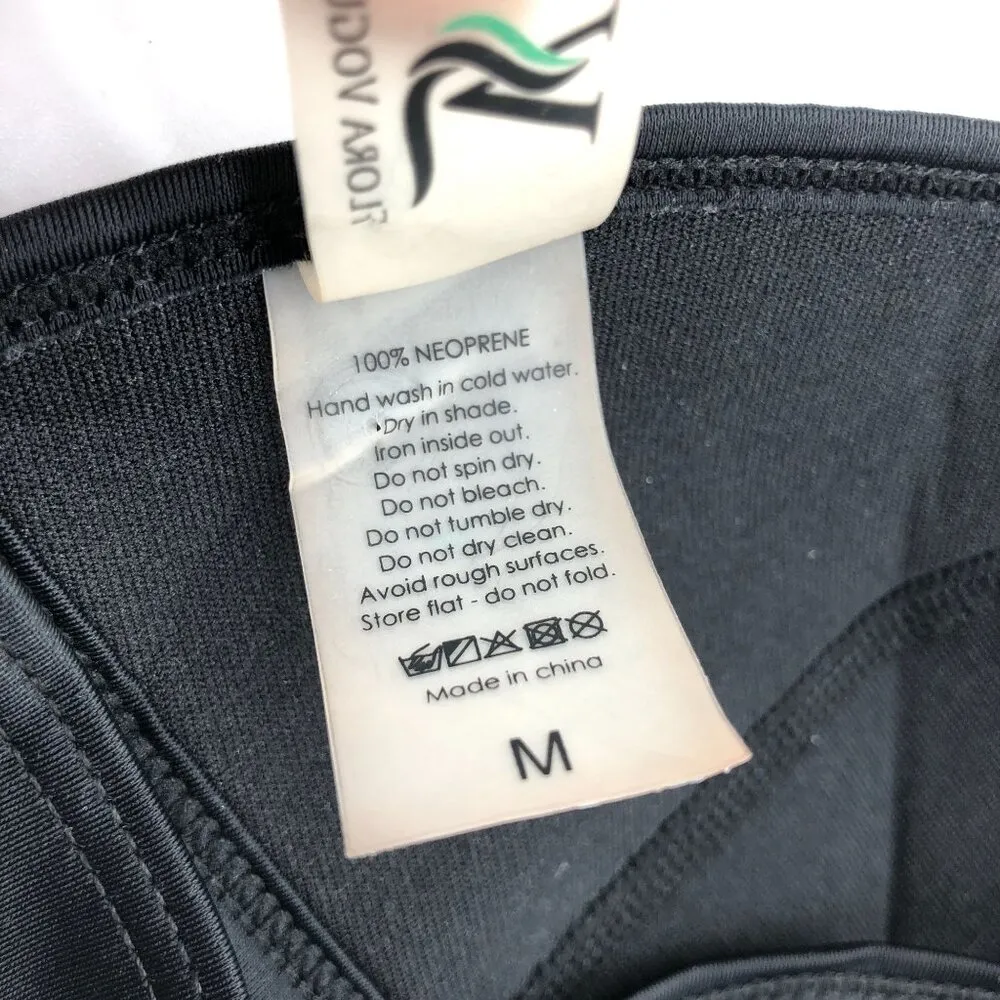 FLORA VOGU
100% NEOPRENE
Hand wash in cold water.
Dry in shade.
Iron inside out.
Do not spin dry.
Do not bleach.
Do not tumble dry.
Do not dry clean.
Avoid rough surfaces.
Store flat - do not fold.
Made in china
M